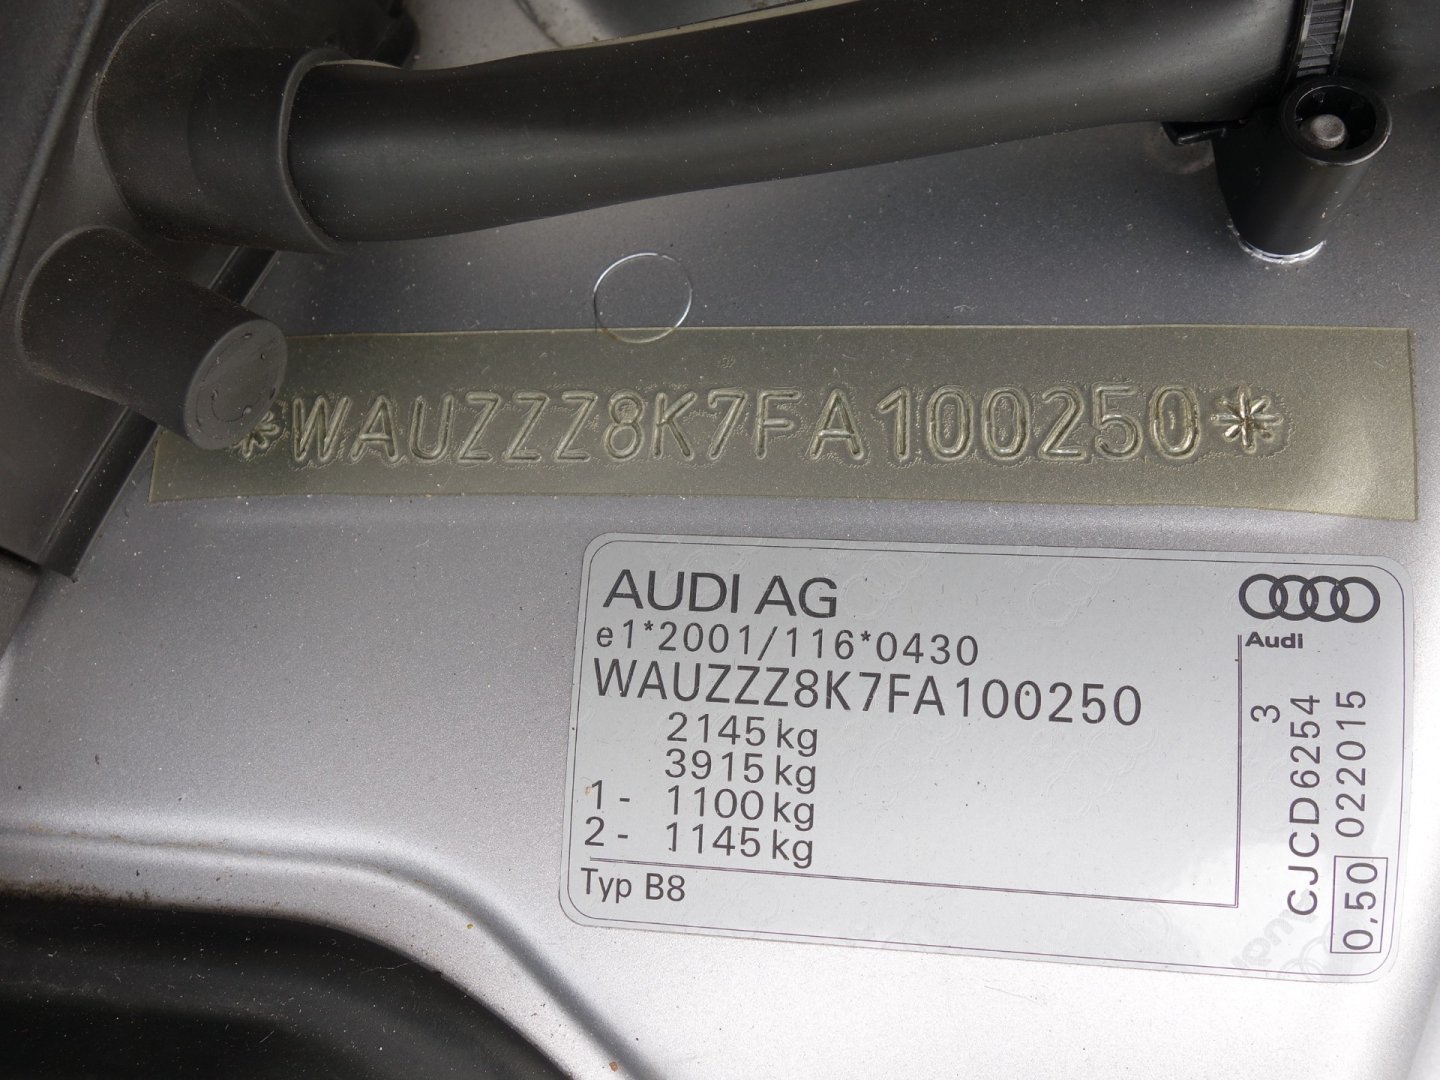 *WAUZZZ8K7FA100250*
AUDI AG
Audi
e1*2001/116*0430
WAUZZZ8K7FA100250
2145 kg
3915 kg
1 - 1100 kg
2 - 1145 kg
Typ B8
3
CJCD6254
0,50 022015